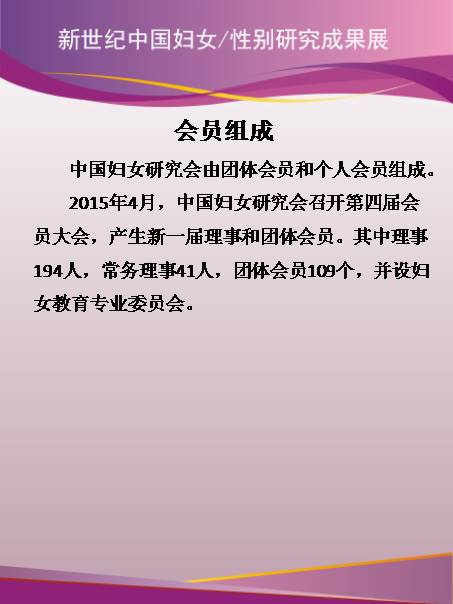 新世纪中国妇女/性别研究成果展
会员组成
中国妇女研究会由团体会员和个人会员组成。
2015年4月，中国妇女研究会召开第四届会
员大会，产生新一届理事和团体会员。其中理事
194人，常务理事41人，团体会员109个，并设妇
女教育专业委员会。